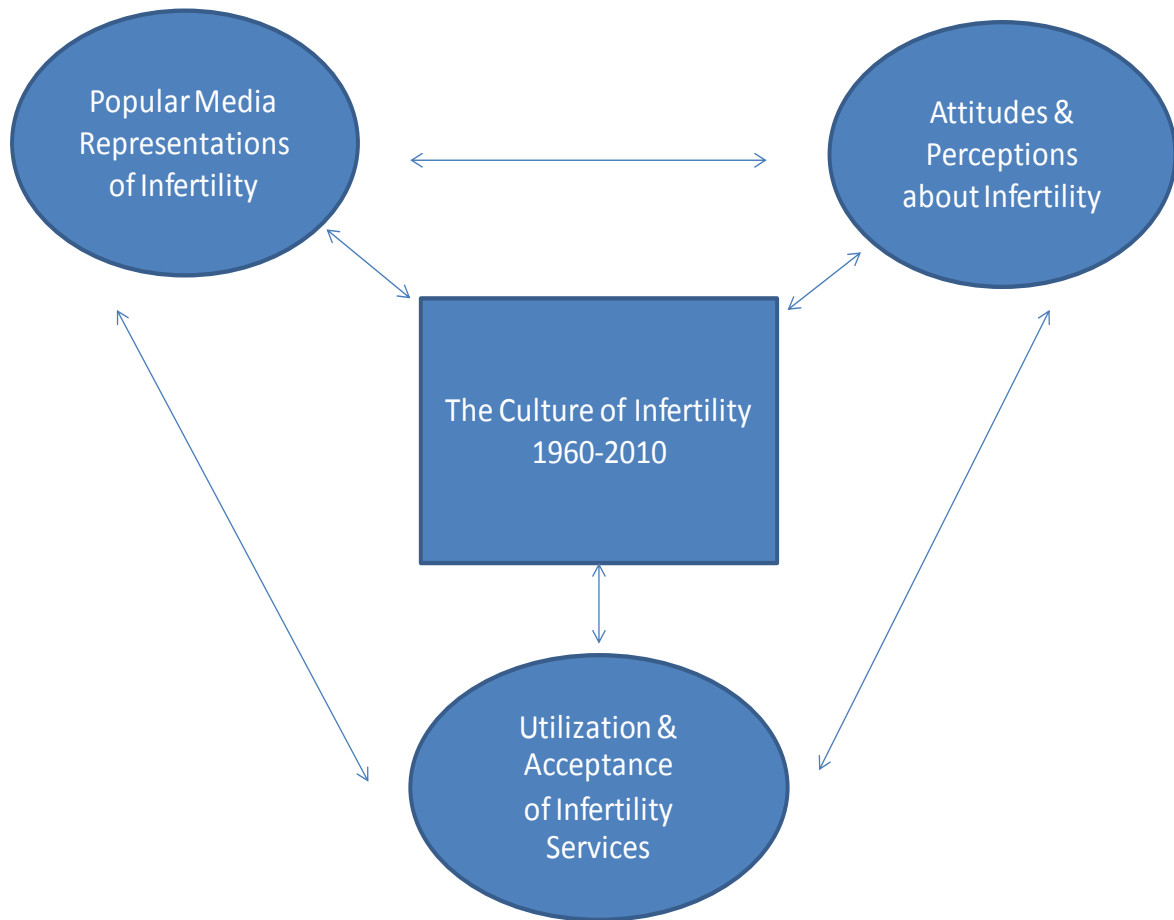 Popular Media
Representations
of Infertility
Attitudes &
Perceptions
about Infertility
The Culture of Infertility
1960-2010
Utilization &
Acceptance
of Infertility
Services